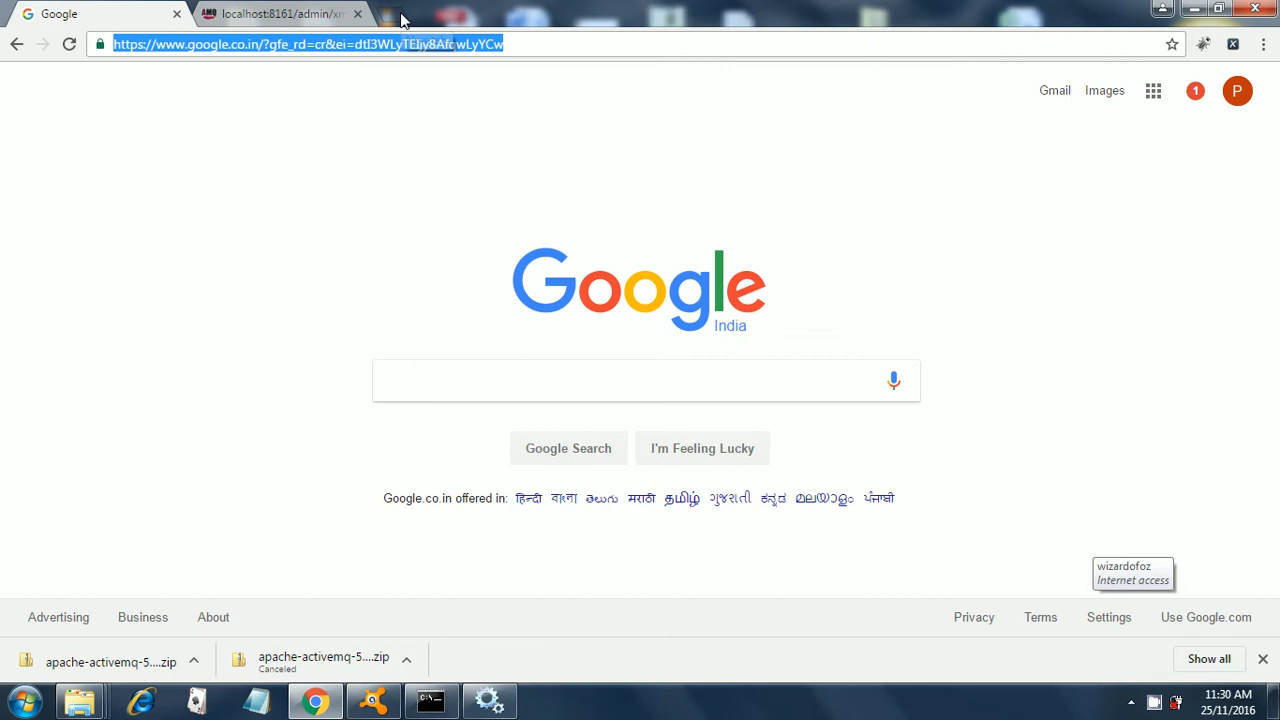 Google
localhost:8161/admin/xm
https://www.google.co.in/?gfe_rd=cr&ei=dtI3WLyTEIjy8AfcwLyYCw
Gmail Images 1 P
Google
India
Google Search I'm Feeling Lucky
Google.co.in offered in: हिन्दी বাংলা తెలుగు मराठी தமிழ் ગુજરાતી ಕನ್ನಡ മലയാളം ਪੰਜਾਬੀ
wizardofoz
Internet access
Advertising Business About Privacy Terms Settings Use Google.com
apache-activemq-5....zip apache-activemq-5....zip Show all
Canceled
11:30 AM
25/11/2016